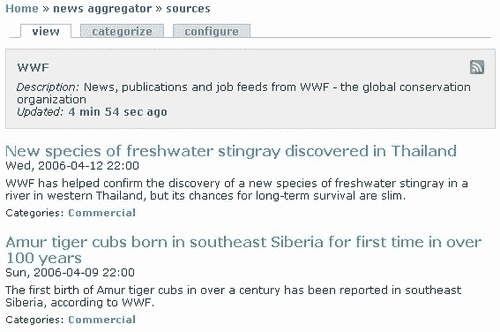 Home » news aggregator » sources
view categorize configure
WWF
Description: News, publications and job feeds from WWF - the global conservation
organization
Updated: 4 min 54 sec ago
New species of freshwater stingray discovered in Thailand
Wed, 2006-04-12 22:00
WWF has helped confirm the discovery of a new species of freshwater stingray in a
river in western Thailand, but its chances for long-term survival are slim.
Categories: Commercial
Amur tiger cubs born in southeast Siberia for first time in over
100 years
Sun, 2006-04-09 22:00
The first birth of Amur tiger cubs in over a century has been reported in southeast
Siberia, according to WWF.
Categories: Commercial